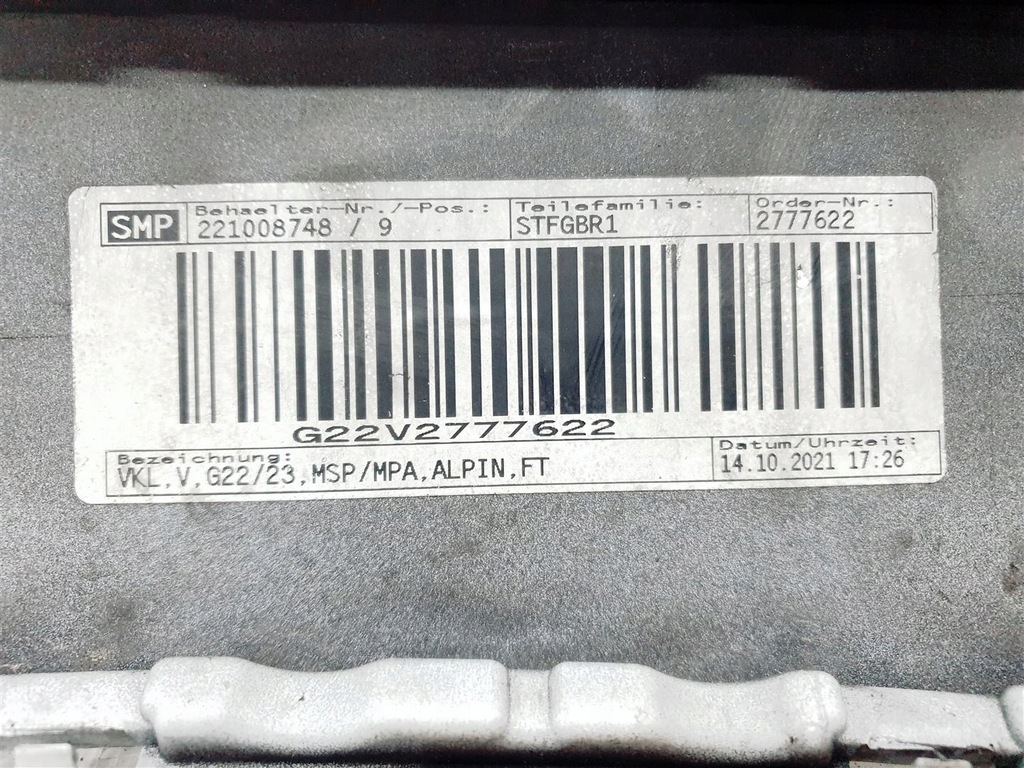 SMP
Behaelter-Nr./-Pos.: Teilefamilie: Order-Nr.:
221008748 / 9 STFGBR1 2777622
G22V2777622
Bezeichnung: Datum/Uhrzeit:
VKL,V,G22/23,MSP/MPA,ALPIN,FT 14.10.2021 17:26